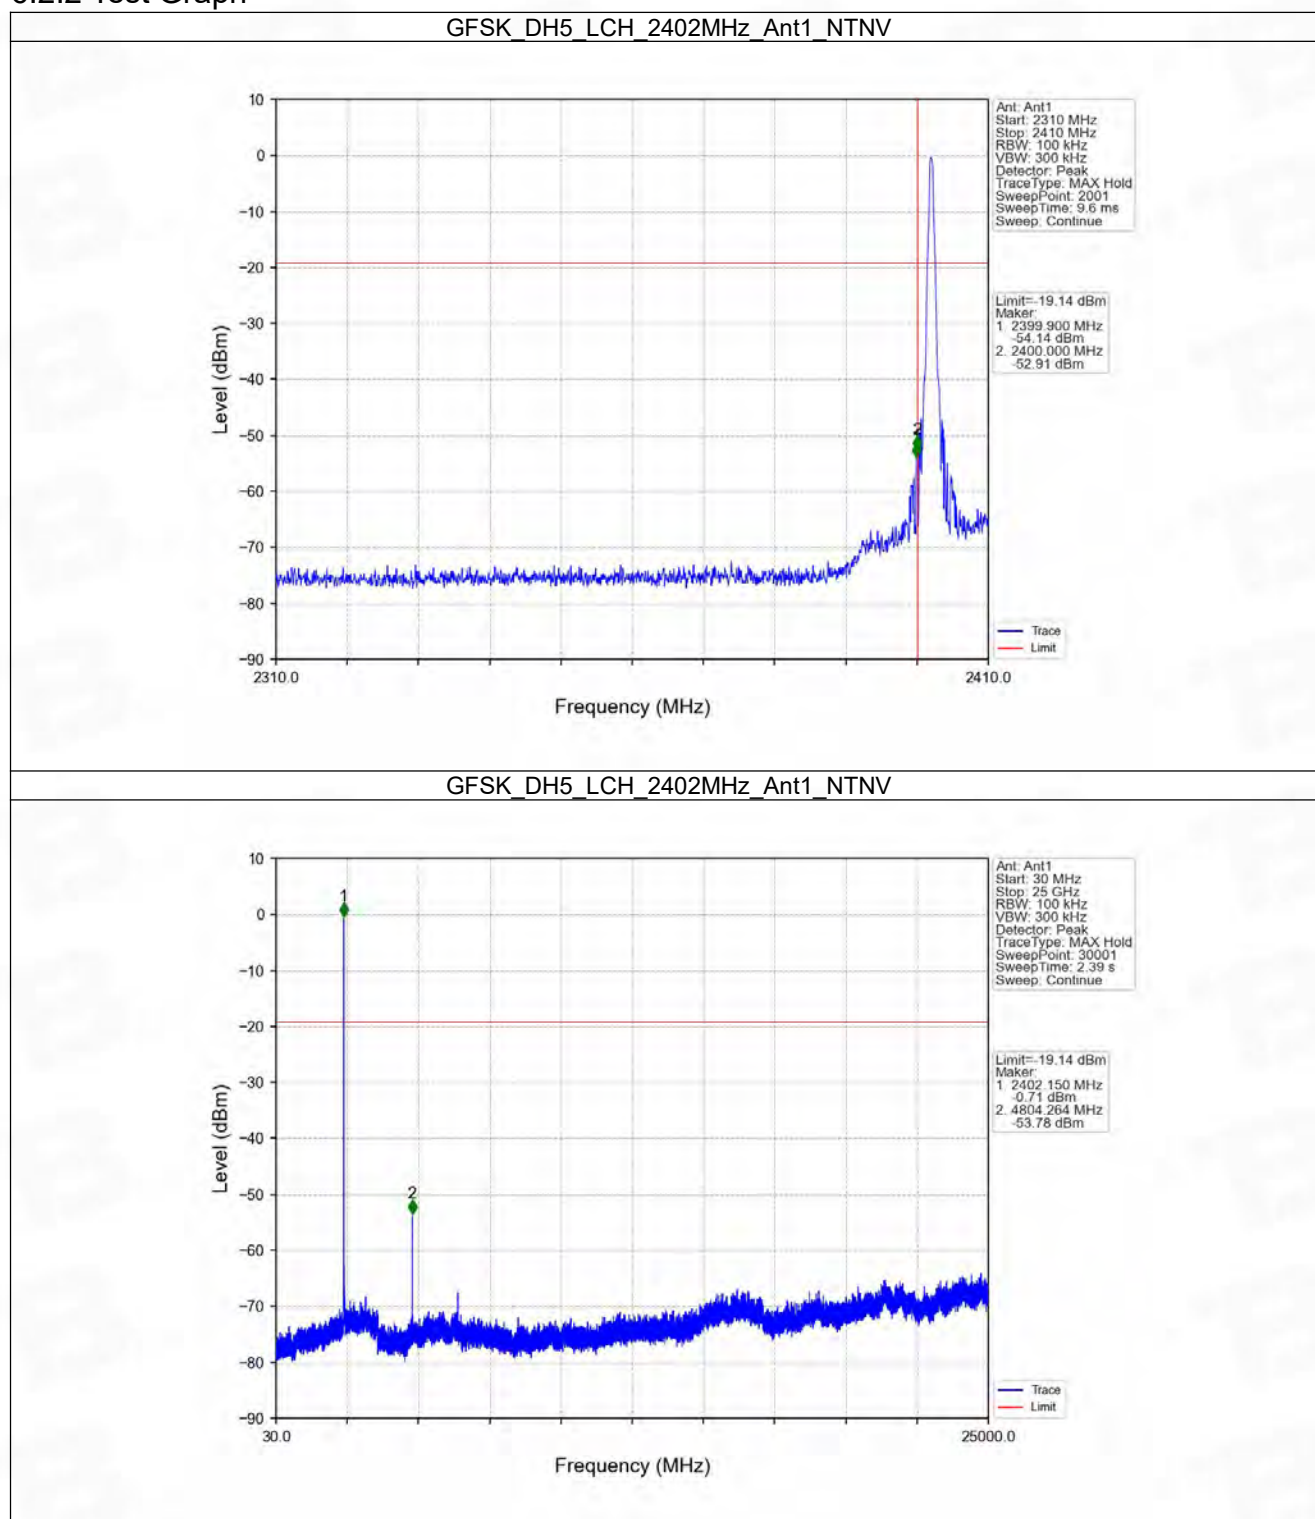 GFSK_DH5_LCH_2402MHz_Ant1_NTNV
10
0
−10
−20
−30
−40
−50
−60
−70
−80
−90
Level (dBm)
2
2310.0
2410.0
Frequency (MHz)
Ant: Ant1
Start: 2310 MHz
Stop: 2410 MHz
RBW: 100 kHz
VBW: 300 kHz
Detector: Peak
TraceType: MAX Hold
SweepPoint: 2001
SweepTime: 9.6 ms
Sweep: Continue
Limit=-19.14 dBm
Maker:
1. 2399.900 MHz
-54.14 dBm
2. 2400.000 MHz
-52.91 dBm
Trace
Limit
GFSK_DH5_LCH_2402MHz_Ant1_NTNV
10
0
−10
−20
−30
−40
−50
−60
−70
−80
−90
Level (dBm)
1
2
30.0
25000.0
Frequency (MHz)
Ant: Ant1
Start: 30 MHz
Stop: 25 GHz
RBW: 100 kHz
VBW: 300 kHz
Detector: Peak
TraceType: MAX Hold
SweepPoint: 30001
SweepTime: 2.39 s
Sweep: Continue
Limit=-19.14 dBm
Maker:
1. 2402.150 MHz
-0.71 dBm
2. 4804.264 MHz
-53.78 dBm
Trace
Limit